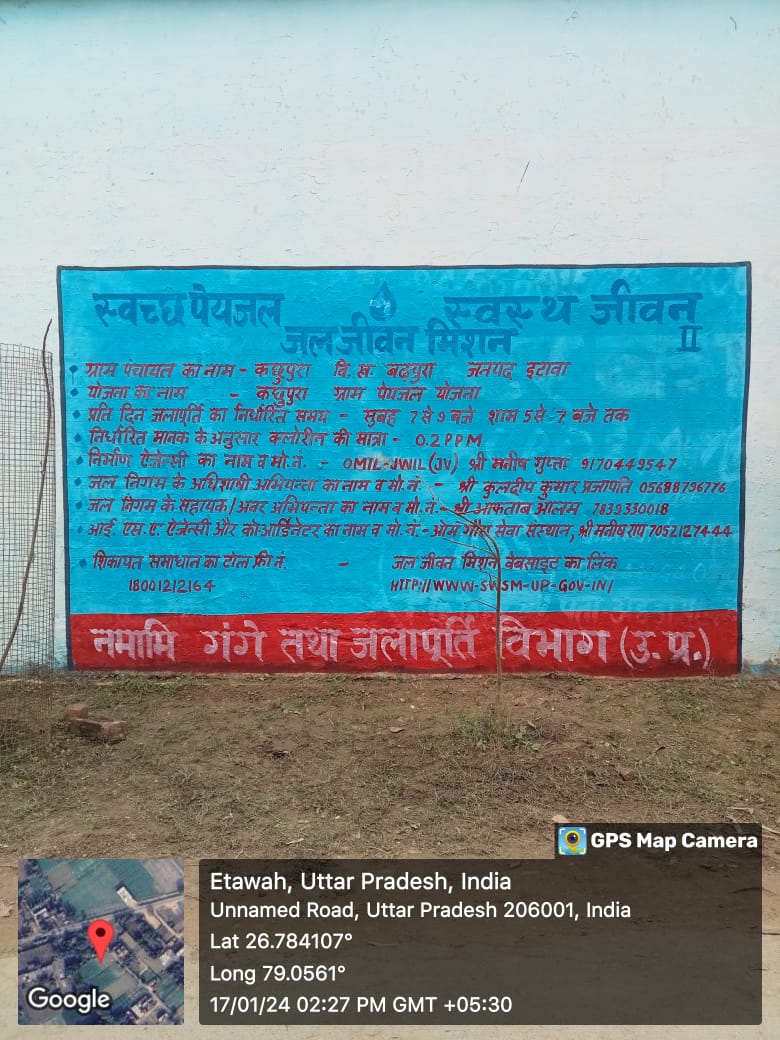 स्वच्छ पेयजल स्वस्थ जीवन
जल जीवन मिशन II
ग्राम पंचायत का नाम - कछुपुरा वि.ख. बढ़पुरा जनपद इटावा
योजना का नाम - कछुपुरा ग्राम पेयजल योजना
प्रति दिन जलापूर्ति का निर्धारित समय - सुबह 7 से 9 बजे शाम 5 से 7 बजे तक
निर्धारित मानक के अनुसार क्लोरीन की मात्रा - 0.2 PPM
निर्माण ऐजेन्सी का नाम व मो.नं. - OMIL-JWIL (JV) श्री मनीष गुप्ता 9170449547
जल निगम के अधिशाषी अभियन्ता का नाम व मो.नं. - श्री कुलदीप कुमार प्रजापति 05688796776
जल निगम के सहायक/अवर अभियन्ता का नाम व मो.नं. - श्री आफताब आलम 7839330018
आई. एस. ए. ऐजेन्सी और कोआर्डिनेटर का नाम व मो.नं. - ओम सेवा संस्थान, श्री मनीष राय 7052127444
शिकायत समाधान का टोल फ्री नं. - जल जीवन मिशन वेबसाइट का लिंक
18001212164 HTTP://WWW-SWSM-UP-GOV-IN/
नमामि गंगे तथा जलापूर्ति विभाग (उ.प्र.)
GPS Map Camera
Etawah, Uttar Pradesh, India
Unnamed Road, Uttar Pradesh 206001, India
Lat 26.784107°
Long 79.0561°
17/01/24 02:27 PM GMT +05:30
Google